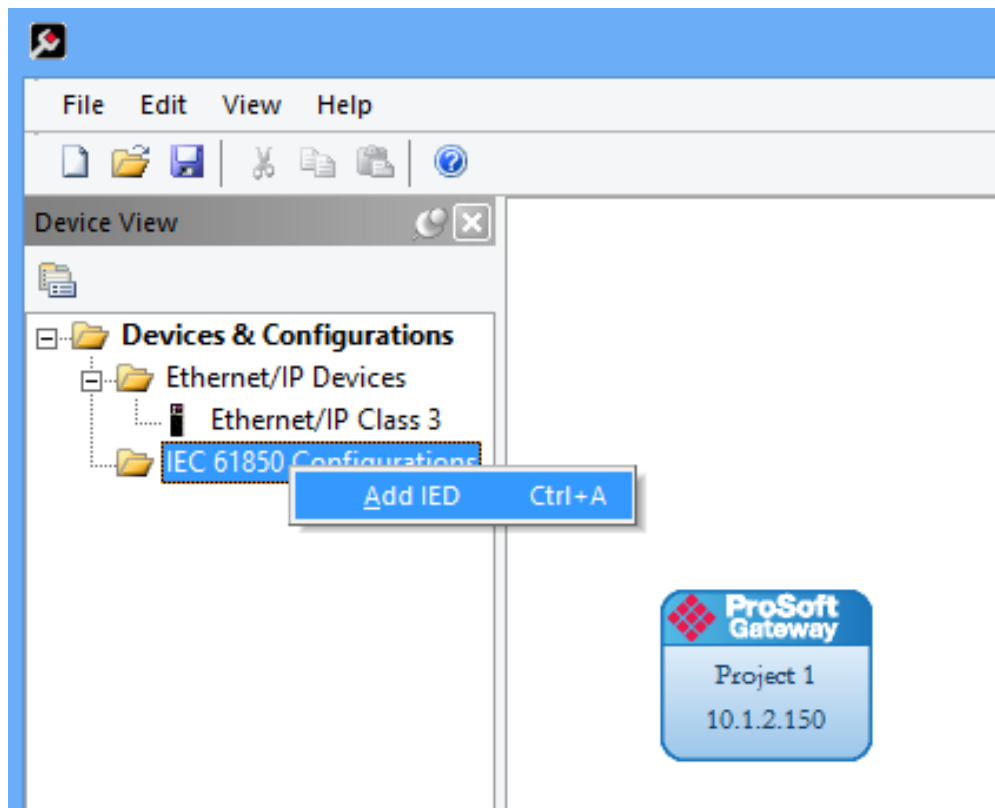 File Edit View Help
Device View
Devices & Configurations
Ethernet/IP Devices
Ethernet/IP Class 3
IEC 61850 Configurations
Add IED Ctrl+A
ProSoft
Gateway
Project 1
10.1.2.150